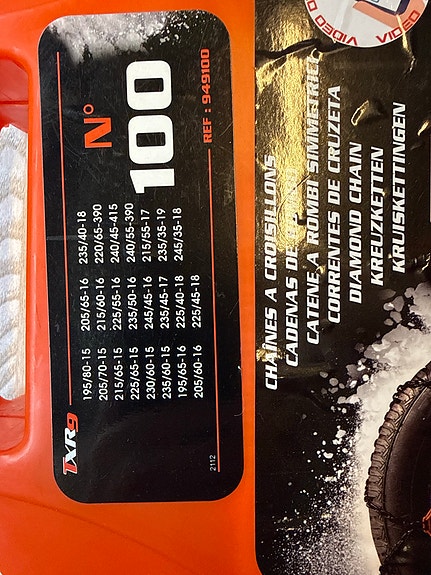 TXR9
N°
100
REF : 949100
195/80-15 205/65-16 235/40-18
205/70-15 215/60-16 220/65-390
215/65-15 225/55-16 240/45-415
225/65-15 235/50-16 240/55-390
230/60-15 245/45-16 215/55-17
235/60-15 235/45-17 235/35-19
195/65-16 225/40-18 245/35-18
205/60-16 225/45-18
2112
VIDEO D
CHAÎNES A CROISILLONS
CADENAS DE
CATENE A ROMBI SIMMETRICI
CORRENTES DE CRUZETA
DIAMOND CHAIN
KREUZKETTEN
KRUISKETTINGEN